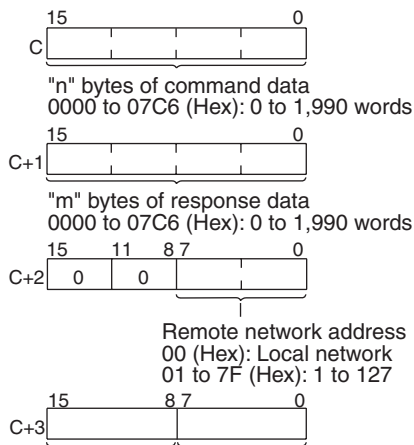 15 0
C
"n" bytes of command data
0000 to 07C6 (Hex): 0 to 1,990 words
15 0
C+1
"m" bytes of response data
0000 to 07C6 (Hex): 0 to 1,990 words
15 11 8 7 0
C+2 0 0
Remote network address
00 (Hex): Local network
01 to 7F (Hex): 1 to 127
15 8 7 0
C+3